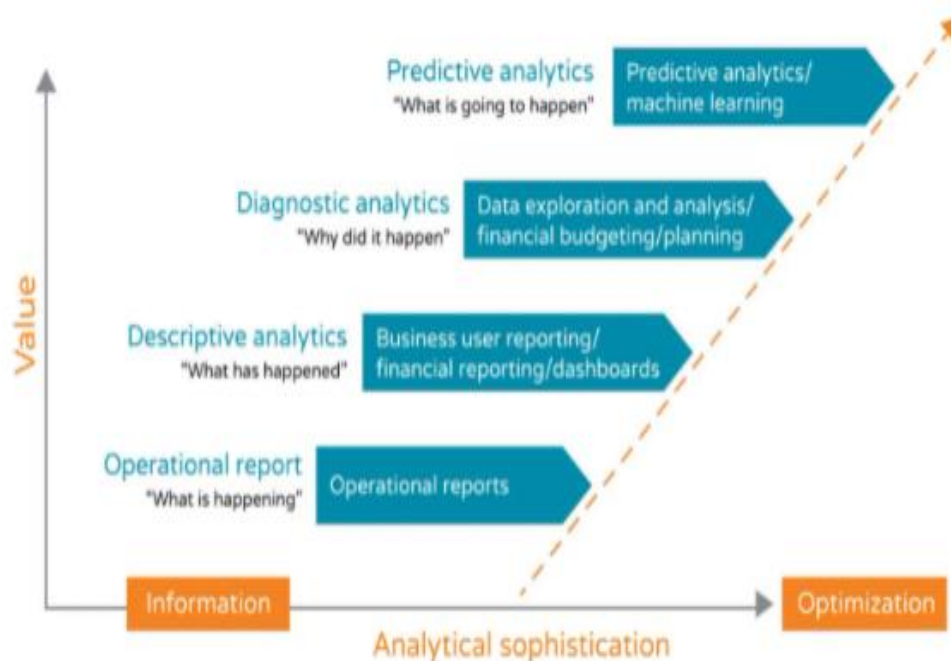 Predictive analytics
"What is going to happen"
Predictive analytics/
machine learning
Diagnostic analytics
"Why did it happen"
Data exploration and analysis/
financial budgeting/planning
Descriptive analytics
"What has happened"
Business user reporting/
financial reporting/dashboards
Operational report
"What is happening"
Operational reports
Value
Information
Optimization
Analytical sophistication